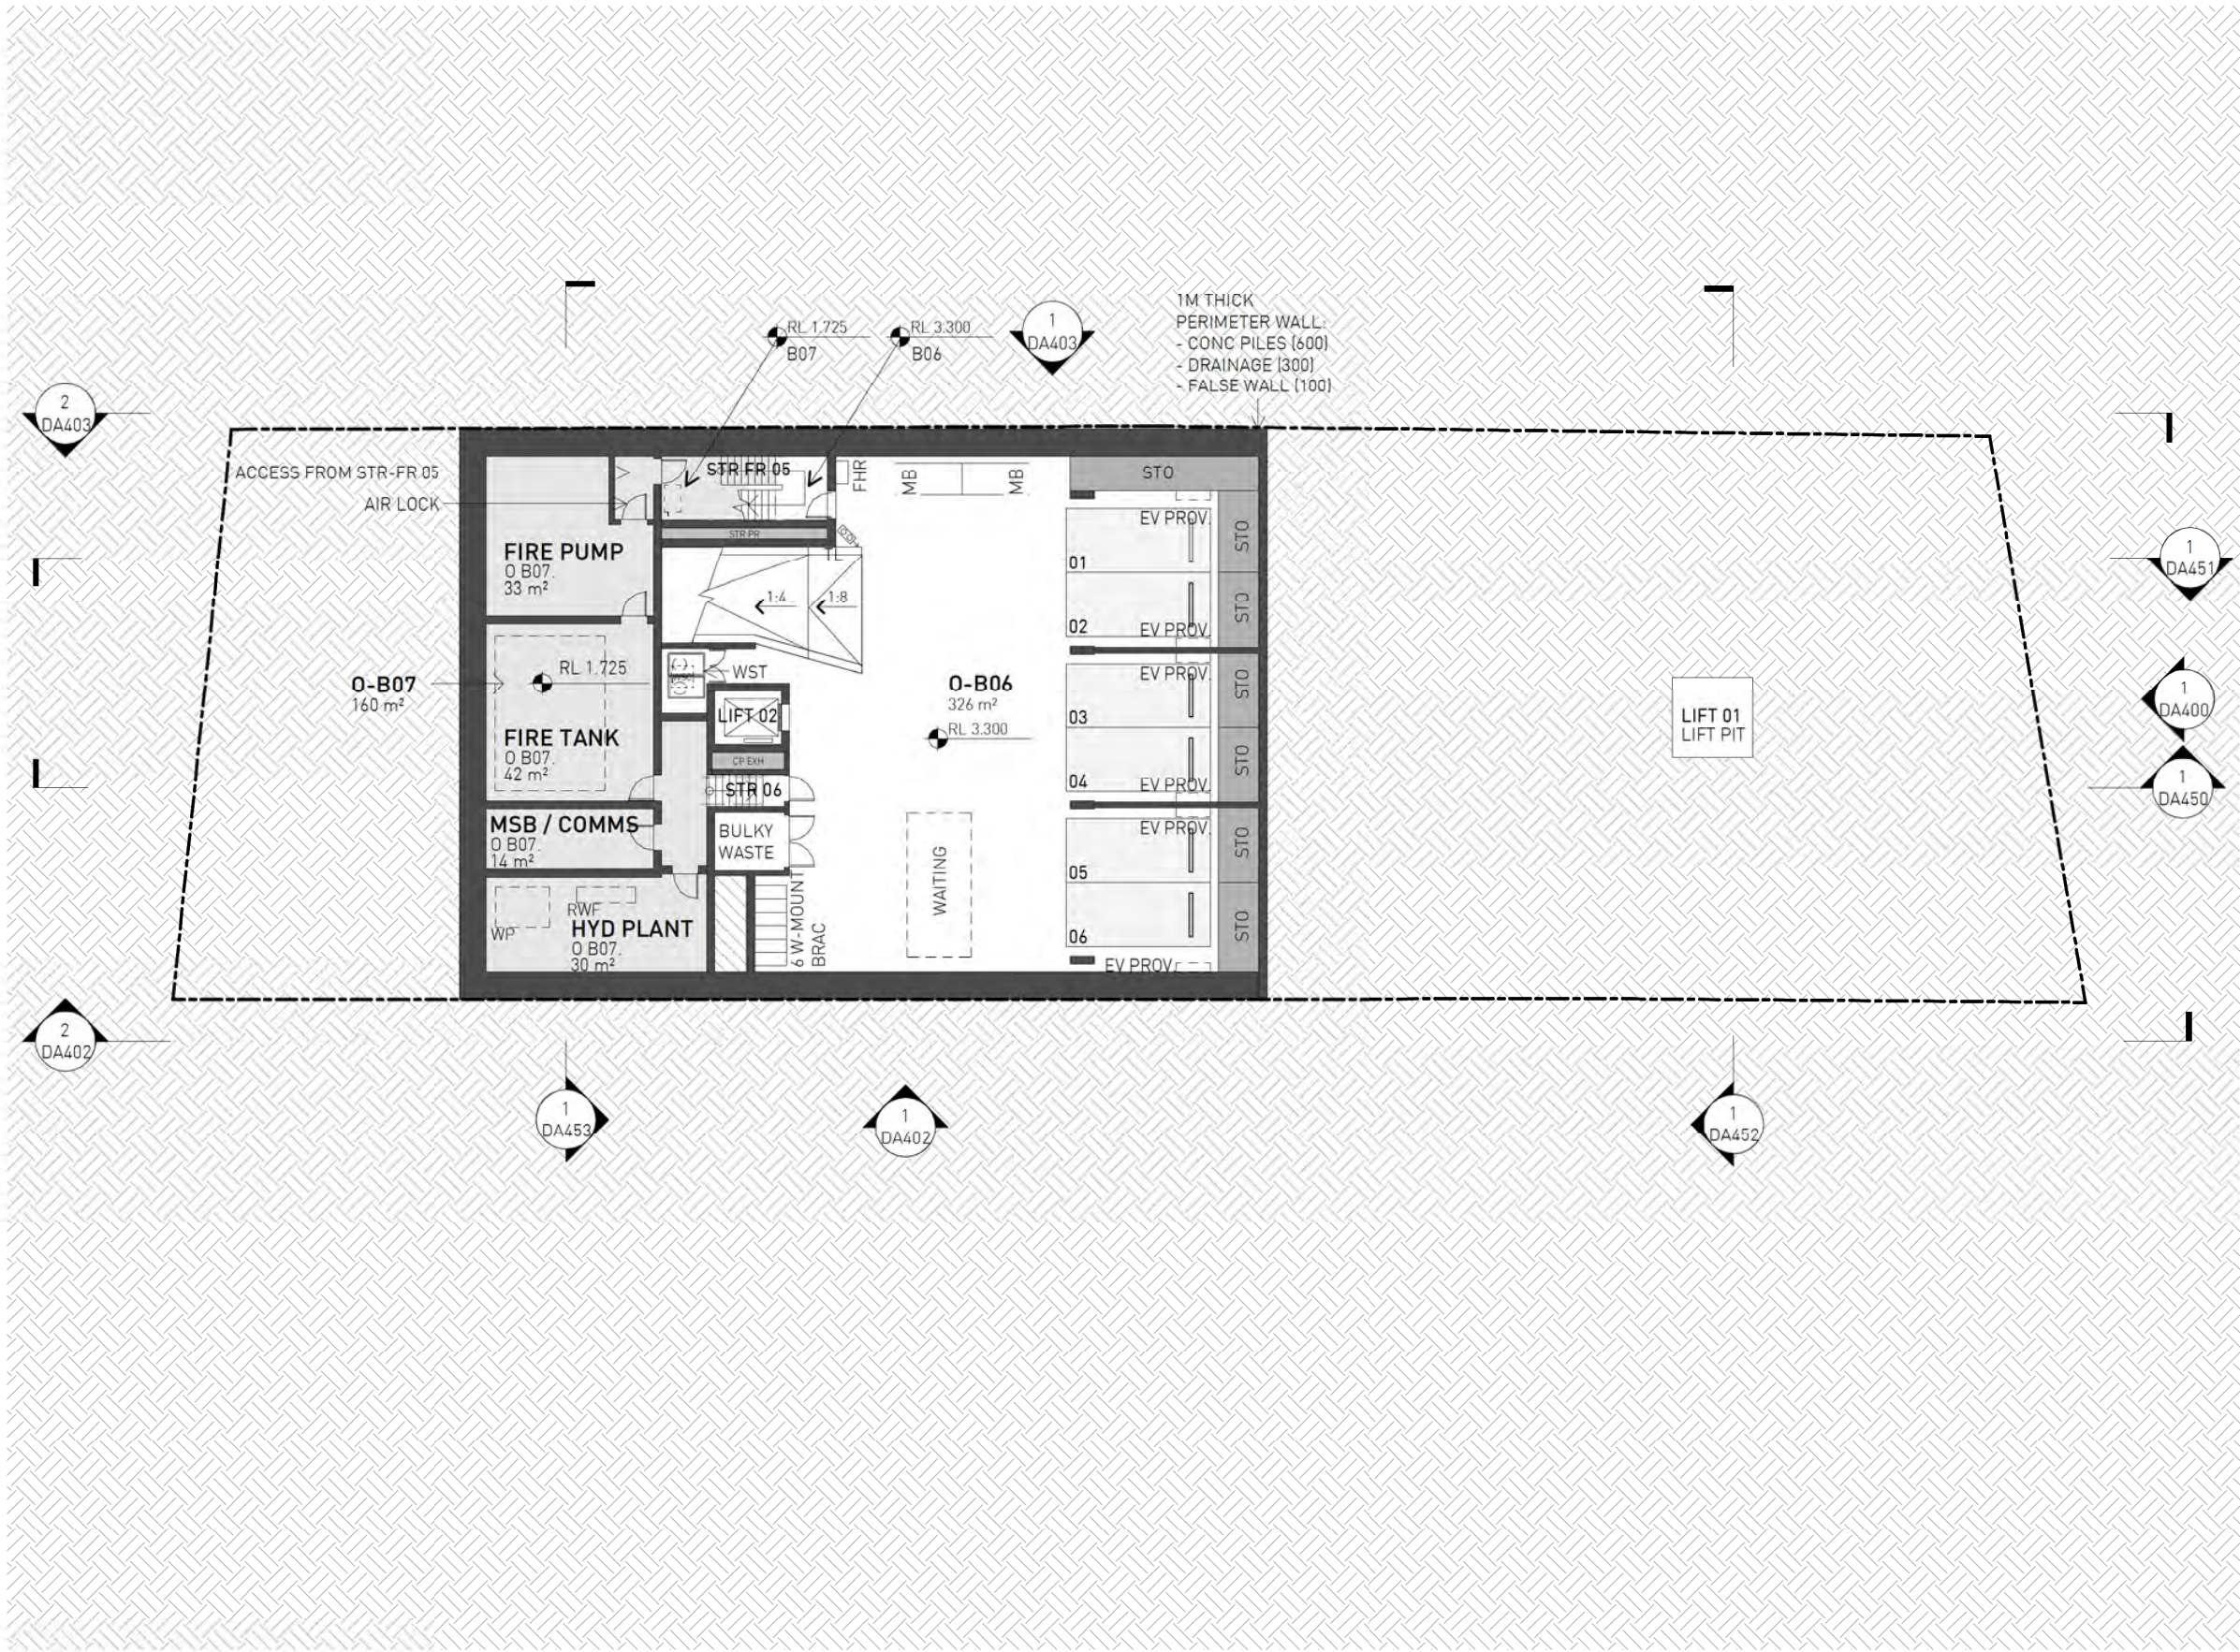 1M THICK
PERIMETER WALL:
- CONC PILES (600)
- DRAINAGE (300)
- FALSE WALL (100)
RL 1.725
B07
RL 3.300
B06
1
DA403
2
DA403
ACCESS FROM STR-FR 05
AIR LOCK
STR FR 05
FHR
MB
MB
STO
STR PR
TL
FIRE PUMP
O B07.
33 m²
1:4
1:8
EV PROV.
01
STO
02
EV PROV.
STO
1
DA451
WST
RL 1.725
O-B07
160 m²
LIFT 02
O-B06
326 m²
RL 3.300
EV PROV.
03
STO
04
EV PROV.
STO
LIFT 01
LIFT PIT
1
DA400
1
DA450
FIRE TANK
O B07.
42 m²
CP EXH
STR 06
MSB / COMMS
O B07.
14 m²
BULKY
WASTE
WAITING
EV PROV.
05
STO
06
STO
EV PROV.
6 W-MOUNT
BRAC
RWF
WP
HYD PLANT
O B07.
30 m²
2
DA402
1
DA453
1
DA402
1
DA452